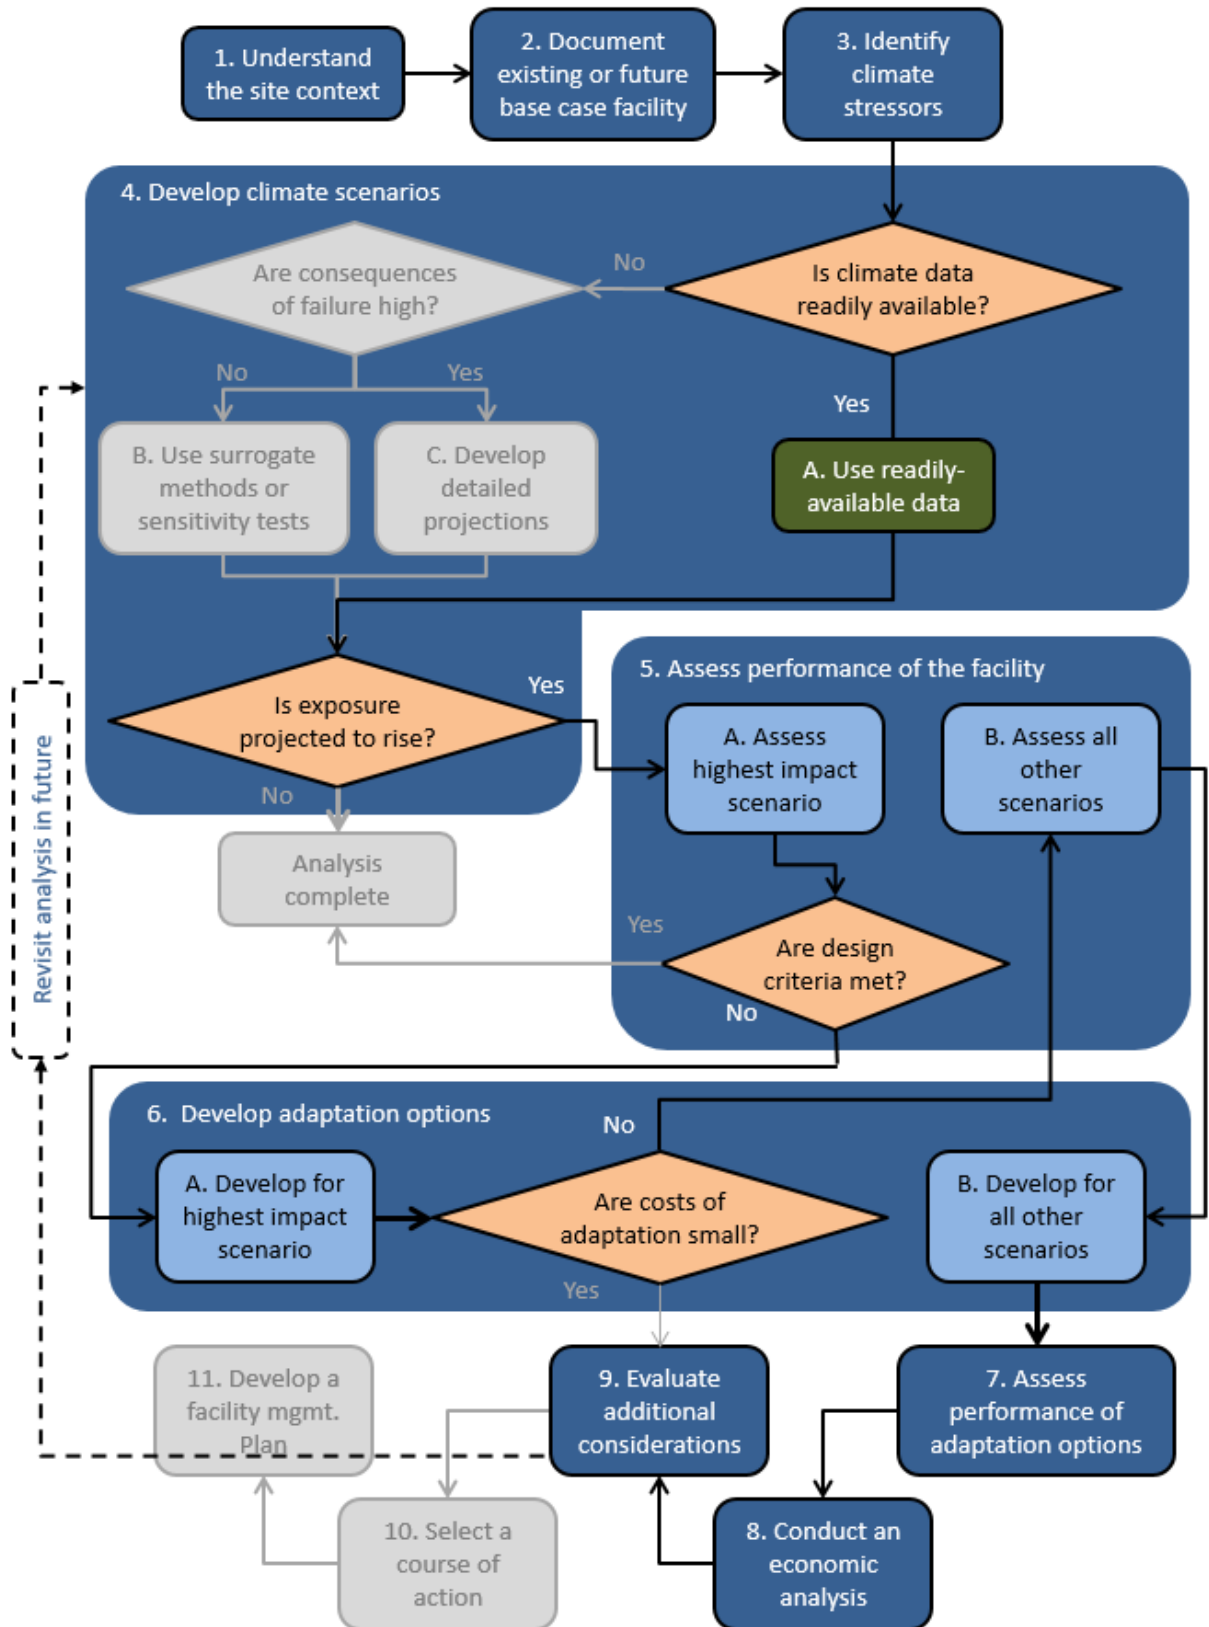 1. Understand
the site context
2. Document
existing or future
base case facility
3. Identify
climate
stressors
4. Develop climate scenarios
Are consequences
of failure high?
No
Is climate data
readily available?
No
Yes
Yes
B. Use surrogate
methods or
sensitivity tests
C. Develop
detailed
projections
A. Use readily-
available data
Is exposure
projected to rise?
Yes
No
Analysis
complete
5. Assess performance of the facility
A. Assess
highest impact
scenario
B. Assess all
other
scenarios
Yes
Are design
criteria met?
No
Revisit analysis in future
6. Develop adaptation options
No
A. Develop for
highest impact
scenario
Are costs of
adaptation small?
B. Develop for
all other
scenarios
Yes
11. Develop a
facility mgmt.
Plan
9. Evaluate
additional
considerations
7. Assess
performance of
adaptation options
10. Select a
course of
action
8. Conduct an
economic
analysis